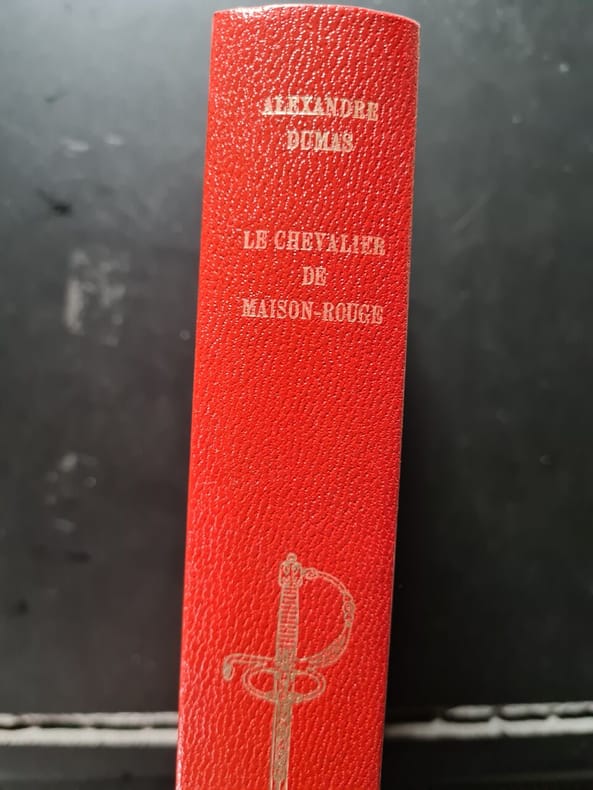 ALEXANDRE
DUMAS
LE CHEVALIER
DE
MAISON-ROUGE